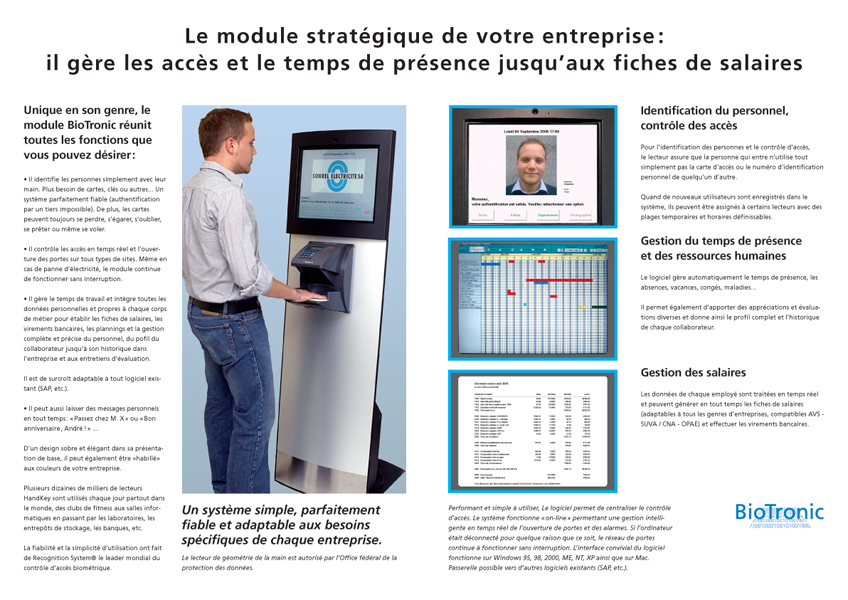 Le module stratégique de votre entreprise:
il gère les accès et le temps de présence jusqu'aux fiches de salaires
Unique en son genre, le
module BioTronic réunit
toutes les fonctions que
vous pouvez désirer:
• Il identifie les personnes simplement avec leur
main. Plus besoin de cartes, clés ou autres... Un
système parfaitement fiable (authentification
par un tiers impossible). De plus, les cartes
peuvent toujours se perdre, s'égarer, s'oublier,
se prêter ou même se voler.
• Il contrôle les accès en temps réel et l'ouver-
ture des portes sur tous types de sites. Même en
cas de panne d'électricité, le module continue
de fonctionner sans interruption.
• Il gère le temps de travail et intègre toutes les
données personnelles et propres à chaque corps
de métier pour établir les fiches de salaires, les
virements bancaires, les plannings et la gestion
complète et précise du personnel, du pofil du
collaborateur jusqu'à son historique dans
l'entreprise et aux entretiens d'évaluation.
Il est de surcroît adaptable à tout logiciel exis-
tant (SAP, etc.).
• Il peut aussi laisser des messages personnels
en tout temps: «Passez chez M. X» ou «Bon
anniversaire, André!» ...
D'un design sobre et élégant dans sa présenta-
tion de base, il peut également être «habillé»
aux couleurs de votre entreprise.
Plusieurs dizaines de milliers de lecteurs
HandKey sont utilisés chaque jour partout dans
le monde, des clubs de fitness aux salles infor-
matiques en passant par les laboratoires, les
entrepôts de stockage, les banques, etc.
La fiabilité et la simplicité d'utilisation ont fait
de Recognition System® le leader mondial du
contrôle d'accès biométrique.
SONREL ELECTRICITE SA
Un système simple, parfaitement
fiable et adaptable aux besoins
spécifiques de chaque entreprise.
Le lecteur de géométrie de la main est autorisé par l'Office fédéral de la
protection des données.
Lundi 04 Septembre 2006 17:04
Monsieur,
votre authentification est valide. Veuillez sélectionner une option
Performant et simple à utiliser, Le logiciel permet de centraliser le contrôle
d'accès. Le système fonctionne «on-line» permettant une gestion intelli-
gente en temps réel de l'ouverture de portes et des alarmes. Si l'ordinateur
était déconnecté pour quelque raison que ce soit, le réseau de portes
continue à fonctionner sans interruption. L'interface convivial du logiciel
fonctionne sur Windows 95, 98, 2000, ME, NT, XP ainsi que sur Mac.
Passerelle possible vers d'autres logiciels existants (SAP, etc.).
Identification du personnel,
contrôle des accès
Pour l'identification des personnes et le contrôle d'accès,
le lecteur assure que la personne qui entre n'utilise tout
simplement pas la carte d'accès ou le numéro d'identification
personnel de quelqu'un d'autre.
Quand de nouveaux utilisateurs sont enregistrés dans le
système, ils peuvent être assignés à certains lecteurs avec des
plages temporaires et horaires définissables.
Gestion du temps de présence
et des ressources humaines
Le logiciel gère automatiquement le temps de présence, les
absences, vacances, congés, maladies...
Il permet également d'apporter des appréciations et évalua-
tions diverses et donne ainsi le profil complet et l'historique
de chaque collaborateur.
Gestion des salaires
Les données de chaque employé sont traitées en temps réel
et peuvent générer en tout temps les fiches de salaires
(adaptables à tous les genres d'entreprises, compatibles AVS -
SUVA / CNA - OPAE) et effectuer les virements bancaires.
BioTronic